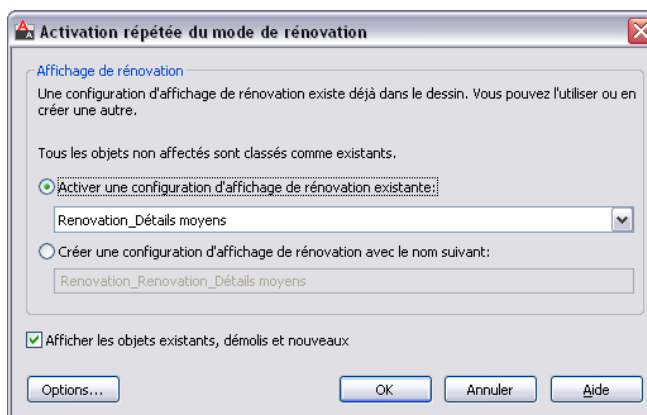 Activation répétée du mode de rénovation
Affichage de rénovation
Une configuration d'affichage de rénovation existe déjà dans le dessin. Vous pouvez l'utiliser ou en
créer une autre.
Tous les objets non affectés sont classés comme existants.
Activer une configuration d'affichage de rénovation existante:
Renovation_Détails moyens
Créer une configuration d'affichage de rénovation avec le nom suivant:
Renovation_Renovation_Détails moyens
Afficher les objets existants, démolis et nouveaux
Options... OK Annuler Aide